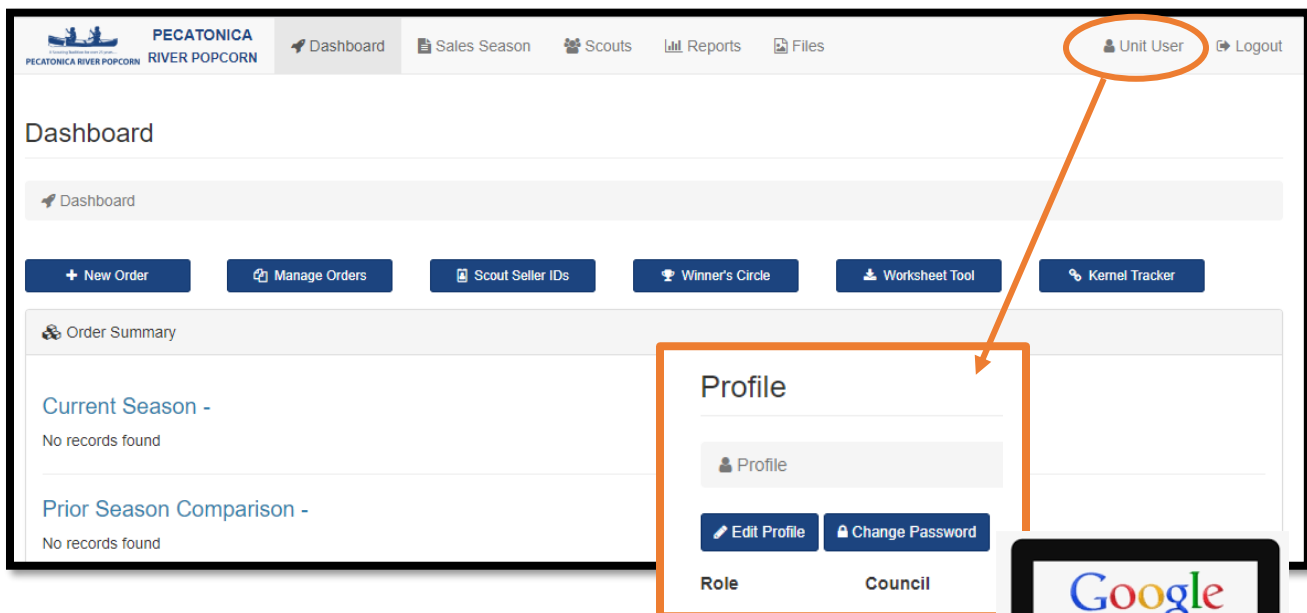 PECATONICA RIVER POPCORN
PECATONICA
RIVER POPCORN
Dashboard
Sales Season
Scouts
Reports
Files
Unit User
Logout
Dashboard
Dashboard
New Order
Manage Orders
Scout Seller IDs
Winner's Circle
Worksheet Tool
Kernel Tracker
Order Summary
Current Season -
No records found
Prior Season Comparison -
No records found
Profile
Profile
Edit Profile
Change Password
Role
Council
Google